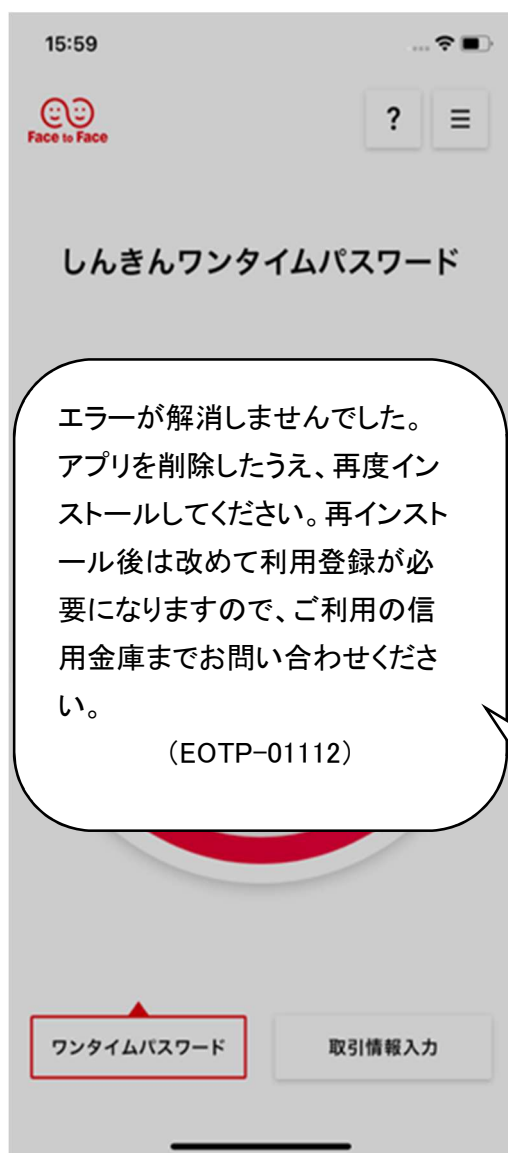 15:59
Face to Face
?
しんきんワンタイムパスワード
エラーが解消しませんでした。
アプリを削除したうえ、再度イン
ストールしてください。再インスト
ール後は改めて利用登録が必
要になりますので、ご利用の信
用金庫までお問い合わせくださ
い。
（EOTP-01112）
ワンタイムパスワード
取引情報入力